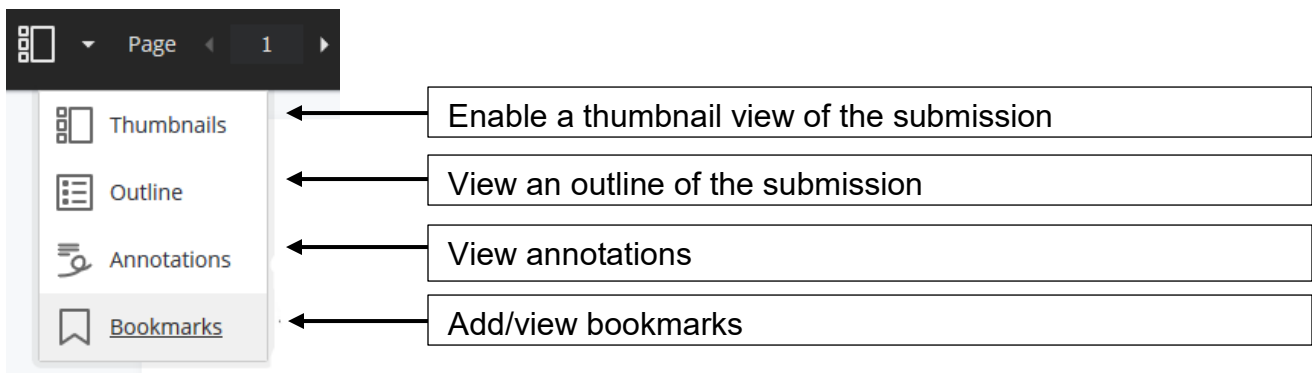 Page 1
Thumbnails
Enable a thumbnail view of the submission
Outline
View an outline of the submission
Annotations
View annotations
Bookmarks
Add/view bookmarks